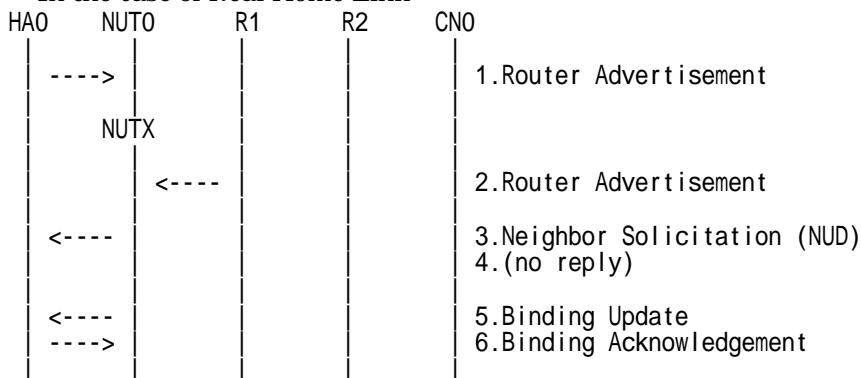 In the case of Real Home Link
HA0 NUT0 R1 R2 CN0
----> 1.Router Advertisement
NUTX
<---- 2.Router Advertisement
<---- 3.Neighbor Solicitation (NUD)
4.(no reply)
<---- 5.Binding Update
----> 6.Binding Acknowledgement